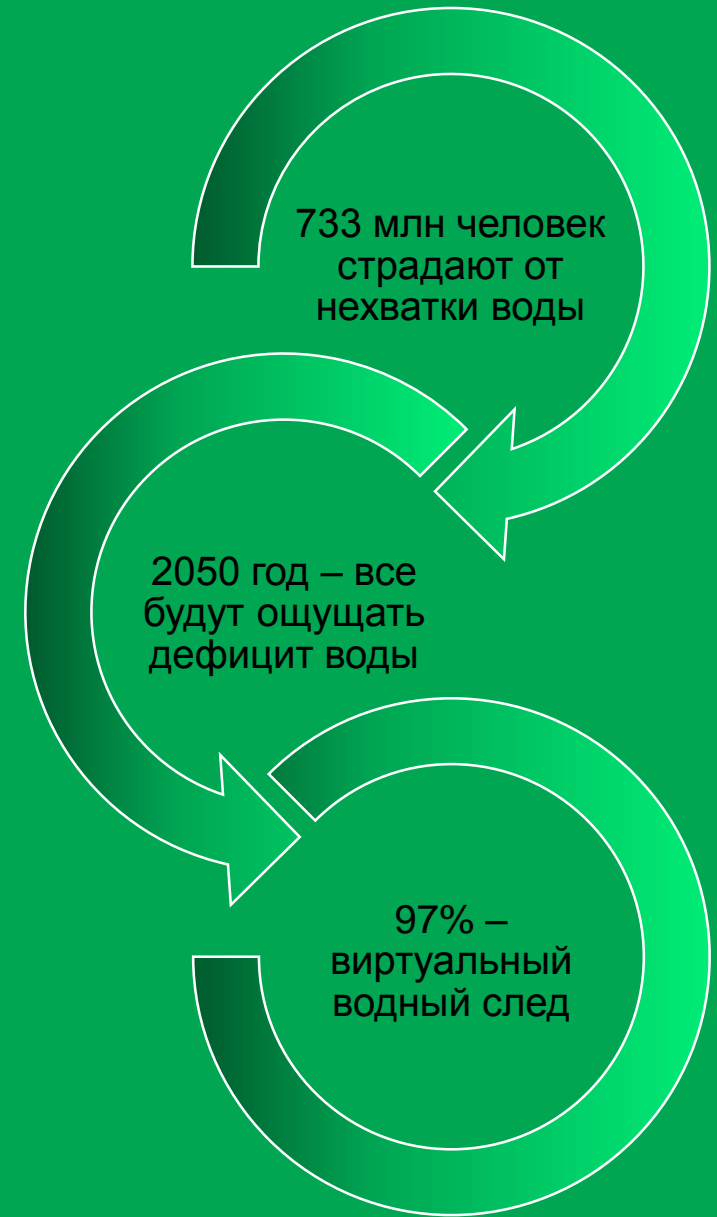 733 млн человек
страдают от
нехватки воды
2050 год – все
будут ощущать
дефицит воды
97% –
виртуальный
водный след